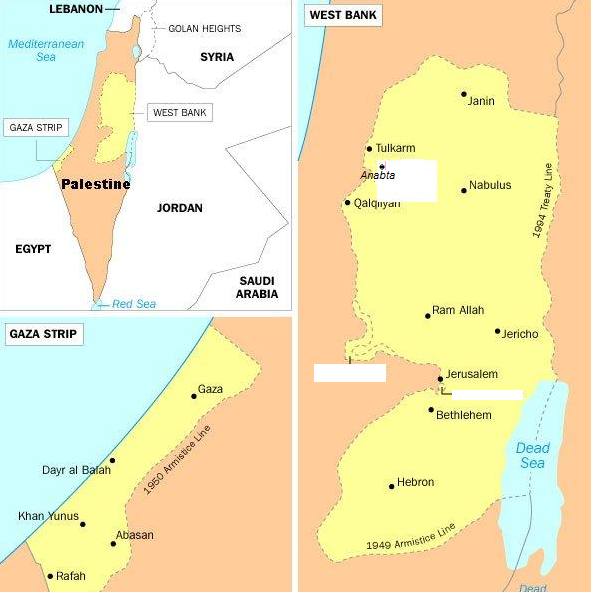 LEBANON
GOLAN HEIGHTS
Mediterranean
Sea
SYRIA
WEST BANK
GAZA STRIP
Palestine
JORDAN
EGYPT
SAUDI
ARABIA
Red Sea
GAZA STRIP
Gaza
1950 Armistice Line
Dayr al Balah
Khan Yunus
Abasan
Rafah
WEST BANK
Janin
Tulkarm
Anabta
Nabulus
Qalqiliyah
1994 Treaty Line
Ram Allah
Jericho
Jerusalem
Bethlehem
Dead
Sea
Hebron
1949 Armistice Line
Dead